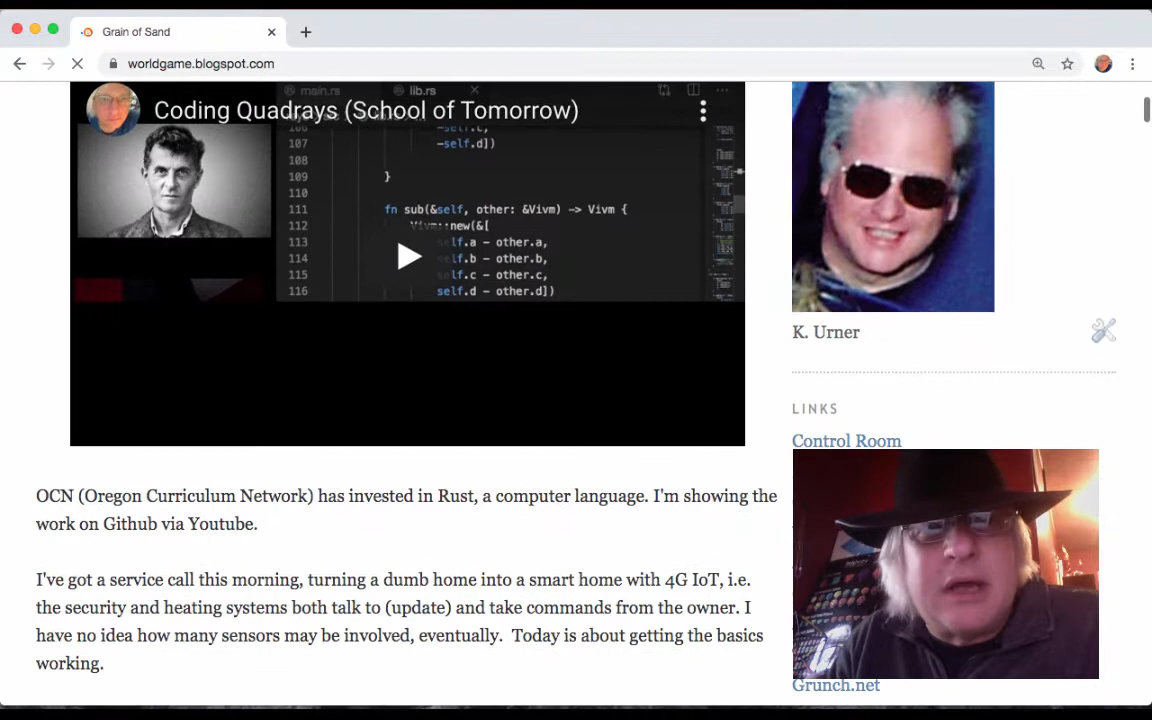 Grain of Sand
worldgame.blogspot.com
main.rs
lib.rs
Coding Quadrays (School of Tomorrow)
107
-self.d])
108
109 }
110
111 fn sub(&self, other: &Vivm) -> Vivm {
112 Vivm::new(&[
113 self.a - other.a,
114 self.b - other.b,
115 self.c - other.c,
116 self.d - other.d])
K. Urner
LINKS
Control Room
OCN (Oregon Curriculum Network) has invested in Rust, a computer language. I'm showing the
work on Github via Youtube.
I've got a service call this morning, turning a dumb home into a smart home with 4G IoT, i.e.
the security and heating systems both talk to (update) and take commands from the owner. I
have no idea how many sensors may be involved, eventually. Today is about getting the basics
working.
Grunch.net